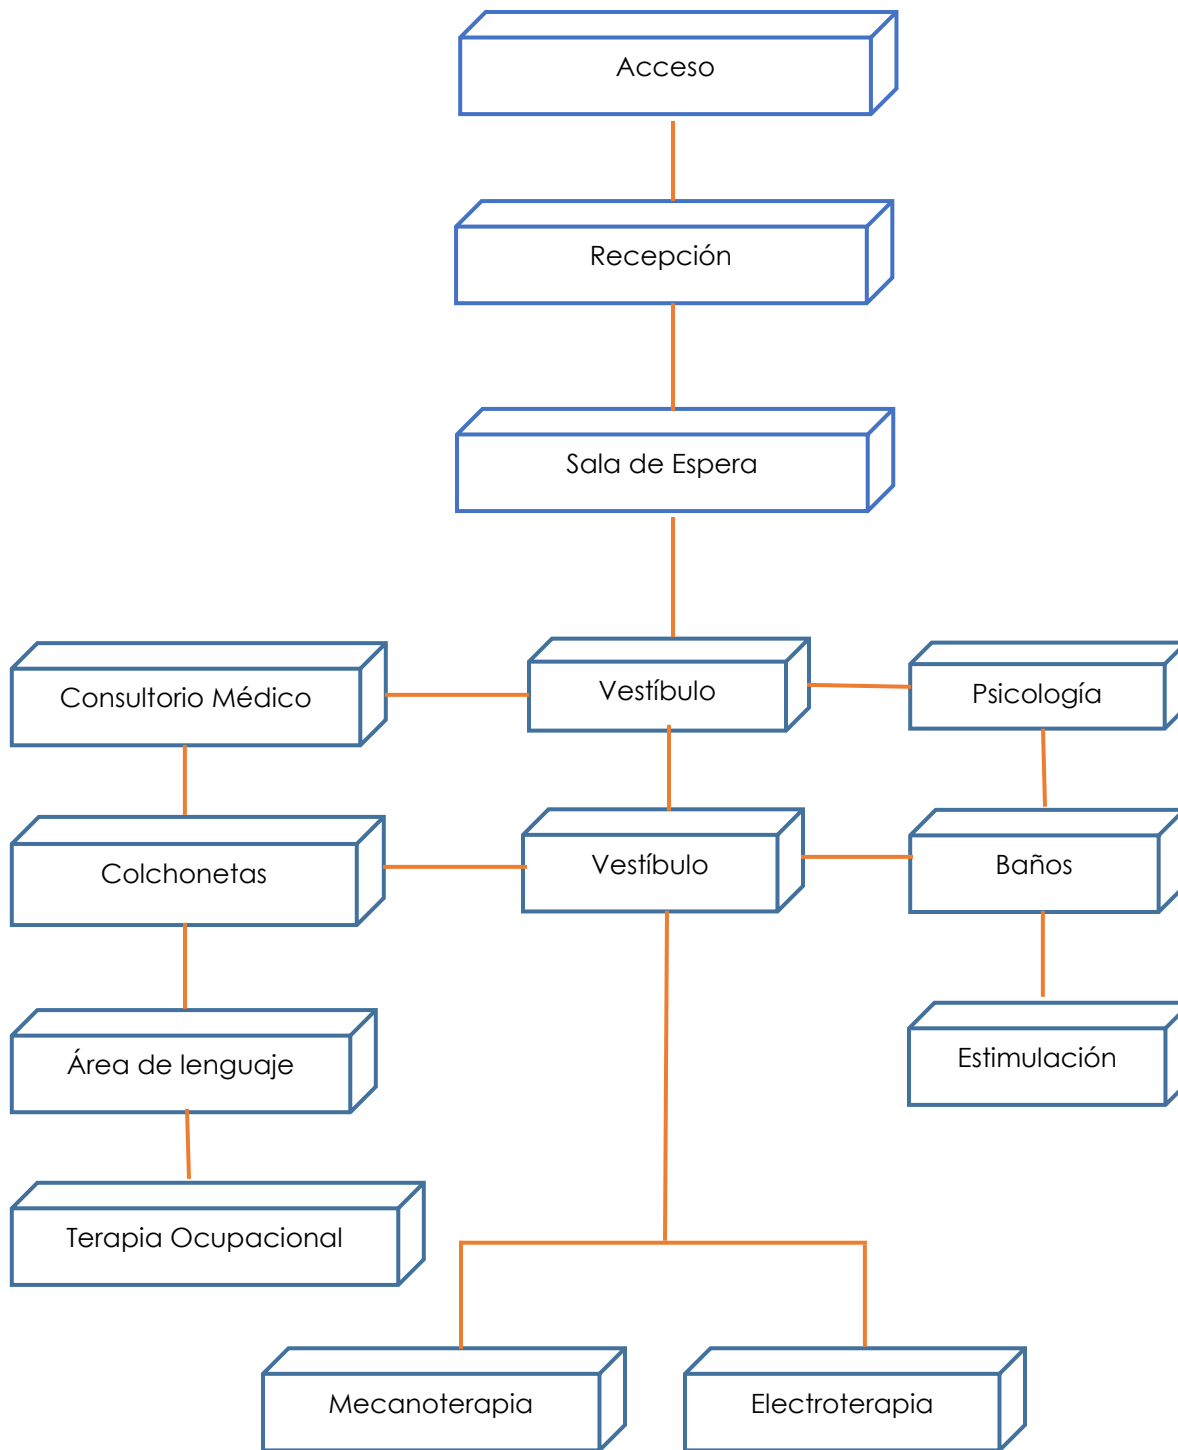 Acceso
Recepción
Sala de Espera
Consultorio Médico
Vestíbulo
Psicología
Colchonetas
Vestíbulo
Baños
Área de lenguaje
Estimulación
Terapia Ocupacional
Mecanoterapia
Electroterapia